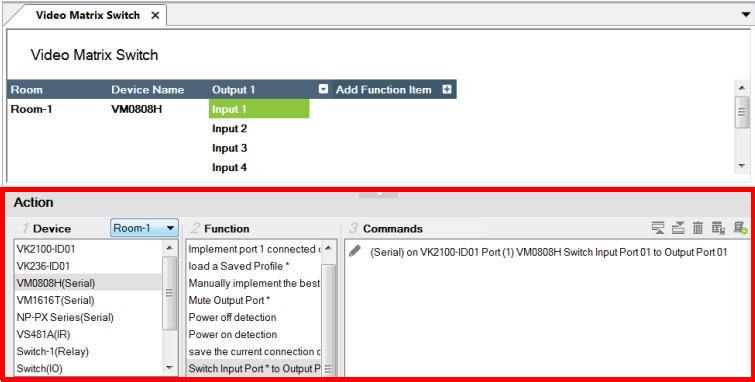 Video Matrix Switch ×
Video Matrix Switch
Room Device Name Output 1 Add Function Item
Room-1 VM0808H Input 1
Input 2
Input 3
Input 4
Action
1 Device Room-1 2 Function 3 Commands
VK2100-ID01
VK236-ID01
VM0808H(Serial)
VM1616T(Serial)
NP-PX Series(Serial)
VS481A(IR)
Switch-1(Relay)
Switch(IO)
Implement port 1 connected
load a Saved Profile *
Manually implement the best
Mute Output Port *
Power off detection
Power on detection
save the current connection c
Switch Input Port * to Output P
(Serial) on VK2100-ID01 Port (1) VM0808H Switch Input Port 01 to Output Port 01